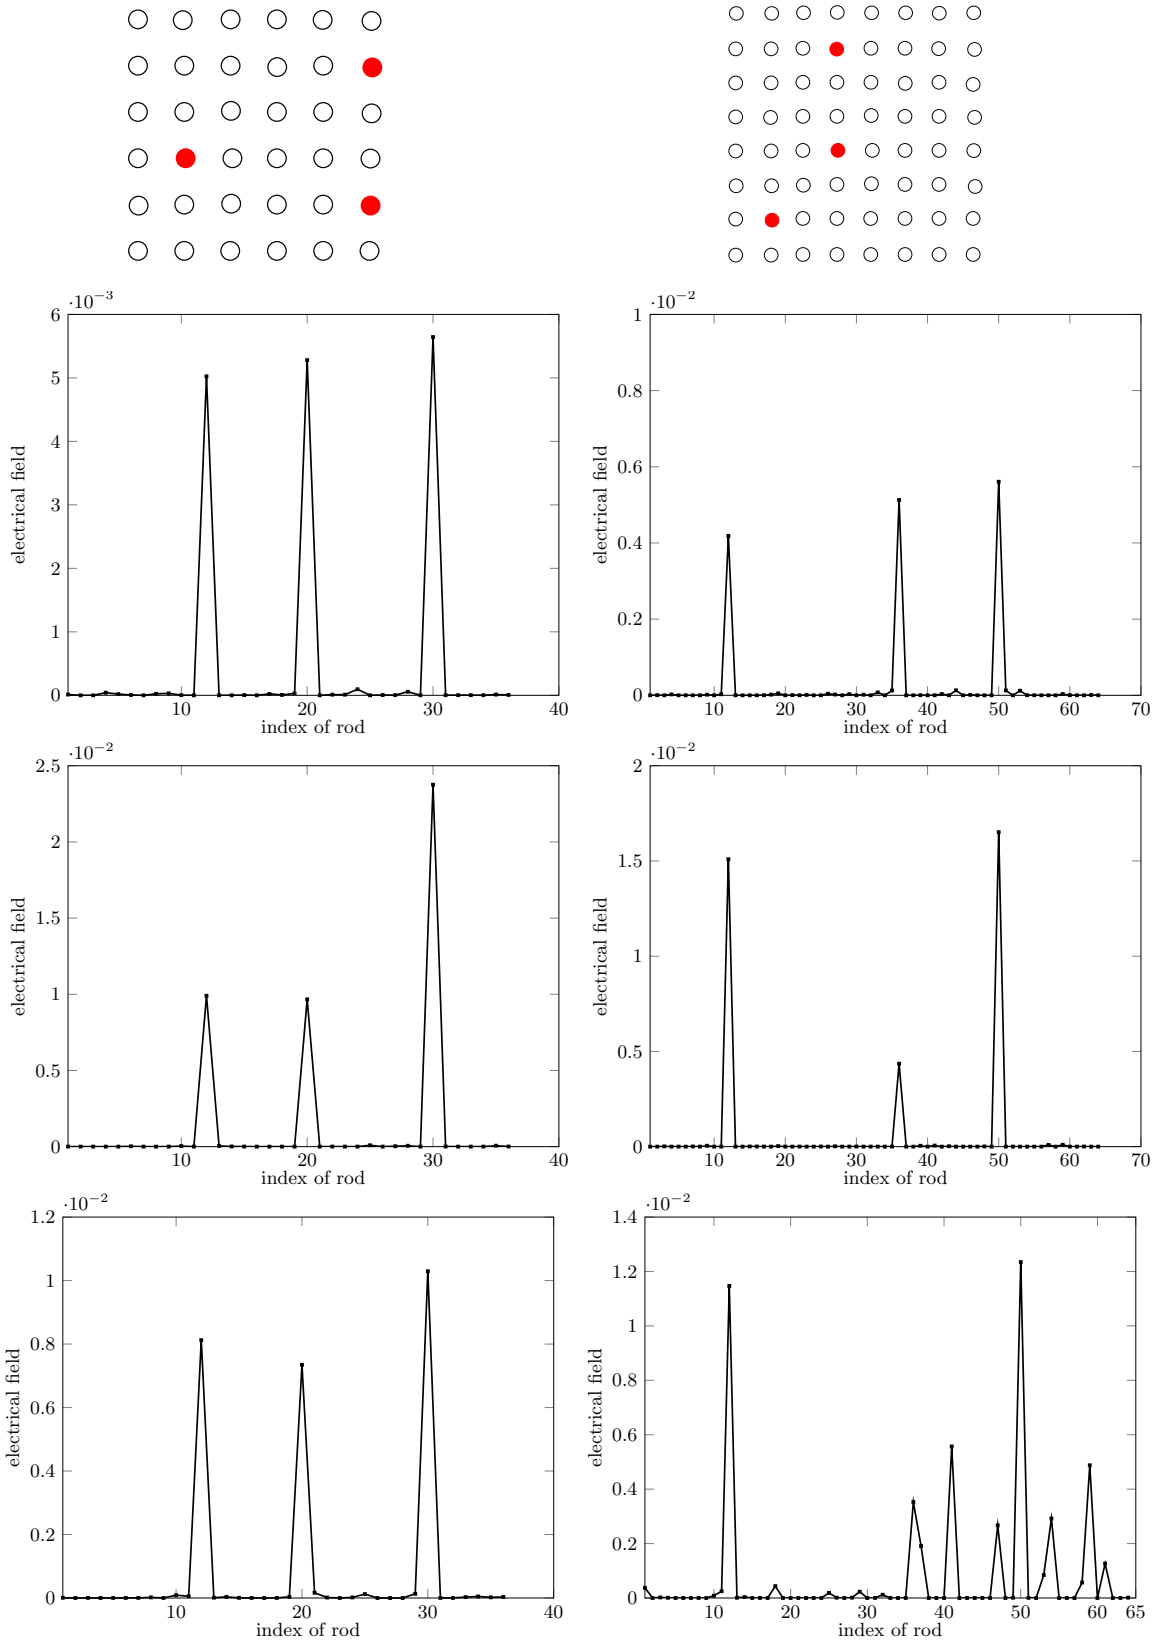 ·10−3
6
5
4
3
2
1
0
10 20 30 40
index of rod
electrical field
·10−2
1
0.8
0.6
0.4
0.2
0
10 20 30 40 50 60 70
index of rod
electrical field
·10−2
2.5
2
1.5
1
0.5
0
10 20 30 40
index of rod
electrical field
·10−2
2
1.5
1
0.5
0
10 20 30 40 50 60 70
index of rod
electrical field
·10−2
1.2
1
0.8
0.6
0.4
0.2
0
10 20 30 40
index of rod
electrical field
·10−2
1.4
1.2
1
0.8
0.6
0.4
0.2
0
10 20 30 40 50 60 65
index of rod
electrical field